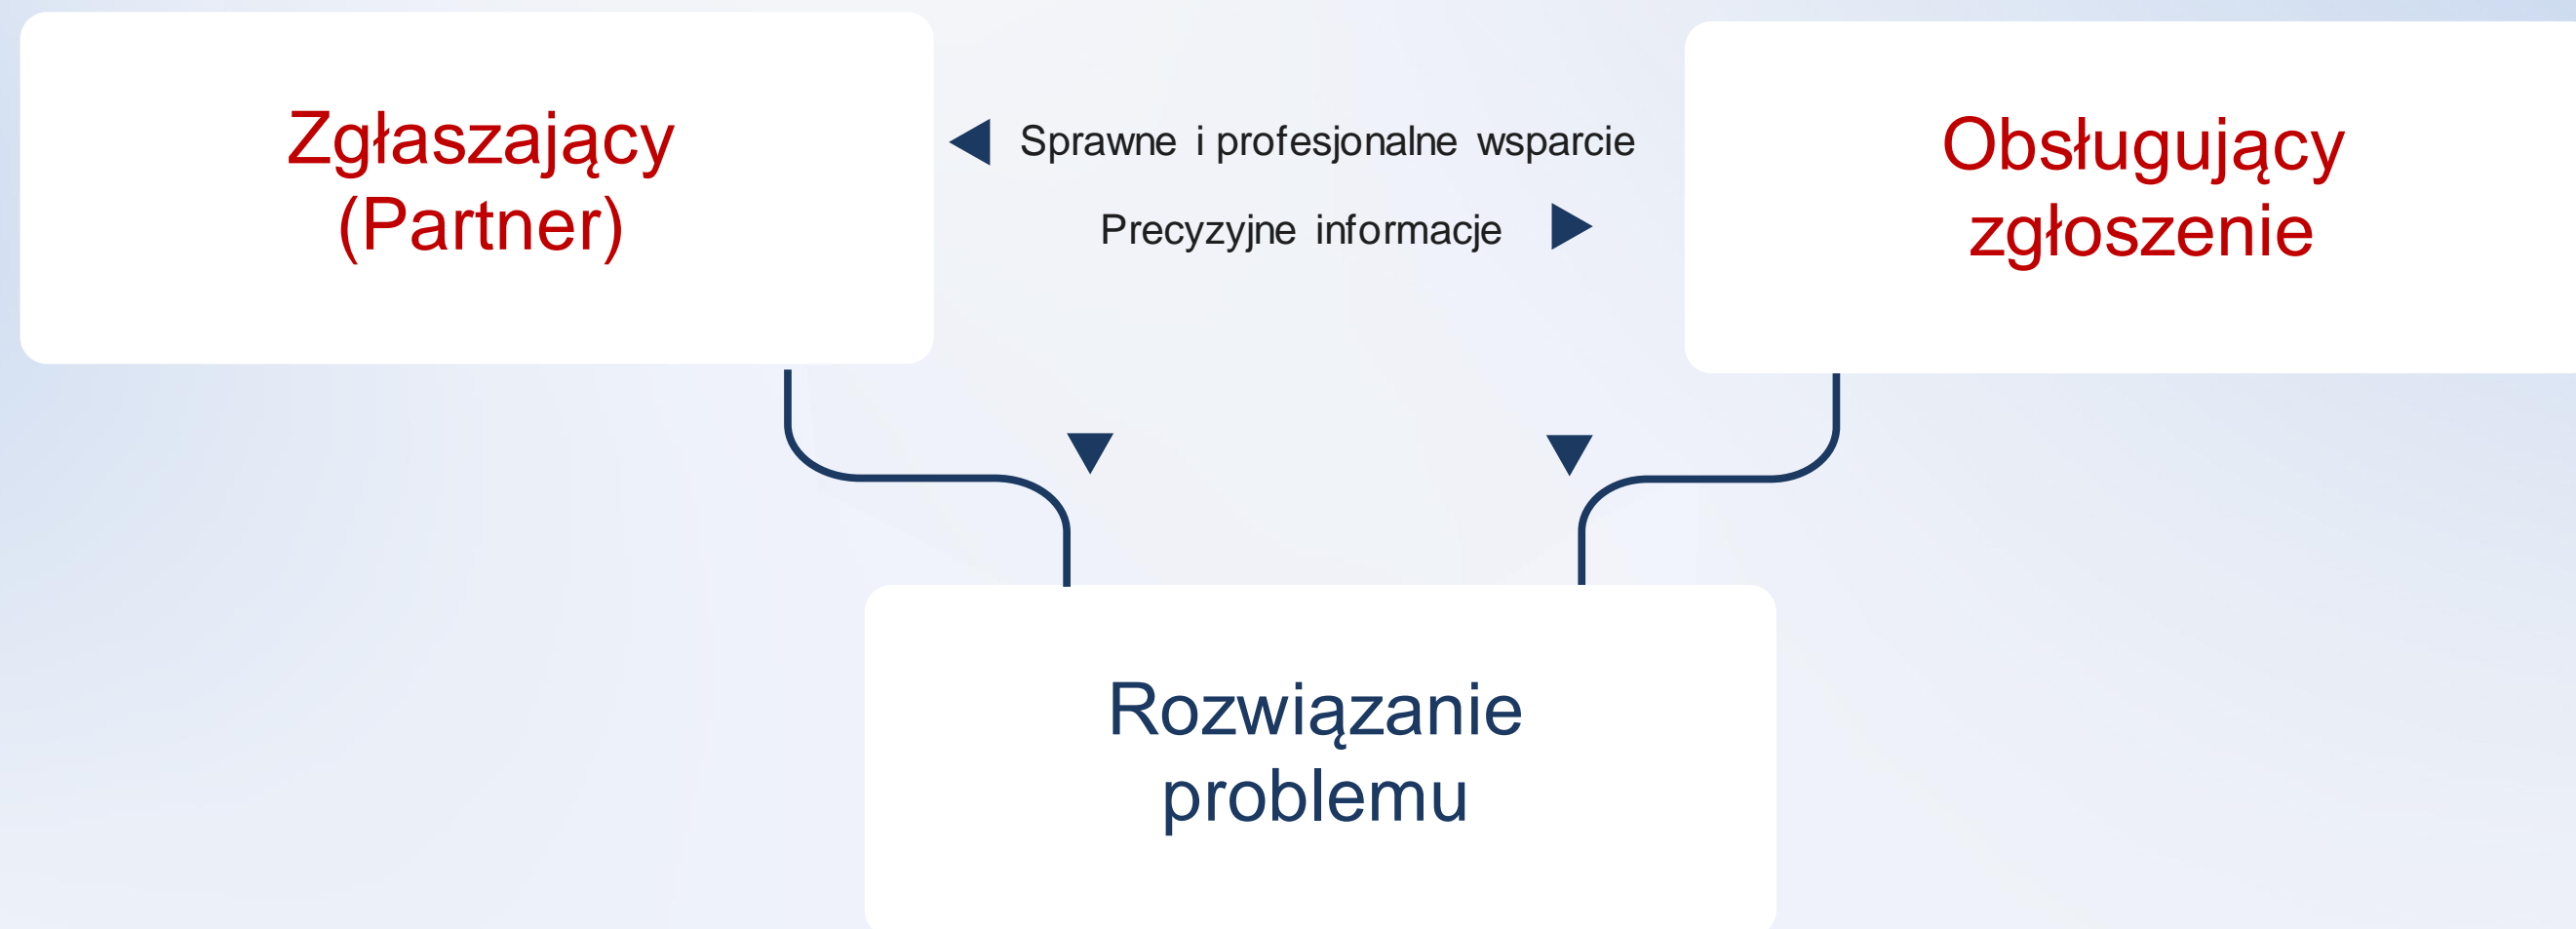 Zgłaszający
(Partner)
Sprawne i profesjonalne wsparcie
Precyzyjne informacje
Obsługujący
zgłoszenie
Rozwiązanie
problemu